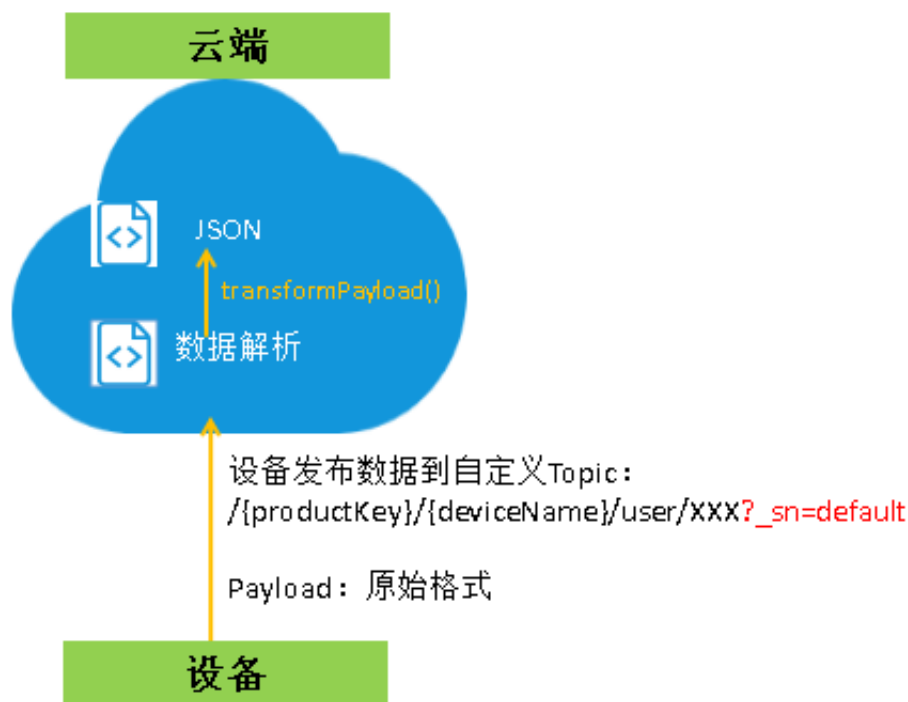 云端
JSON
transformPayload()
数据解析
设备发布数据到自定义Topic：
/{productKey}/{deviceName}/user/XXX?_sn=default
Payload：原始格式
设备